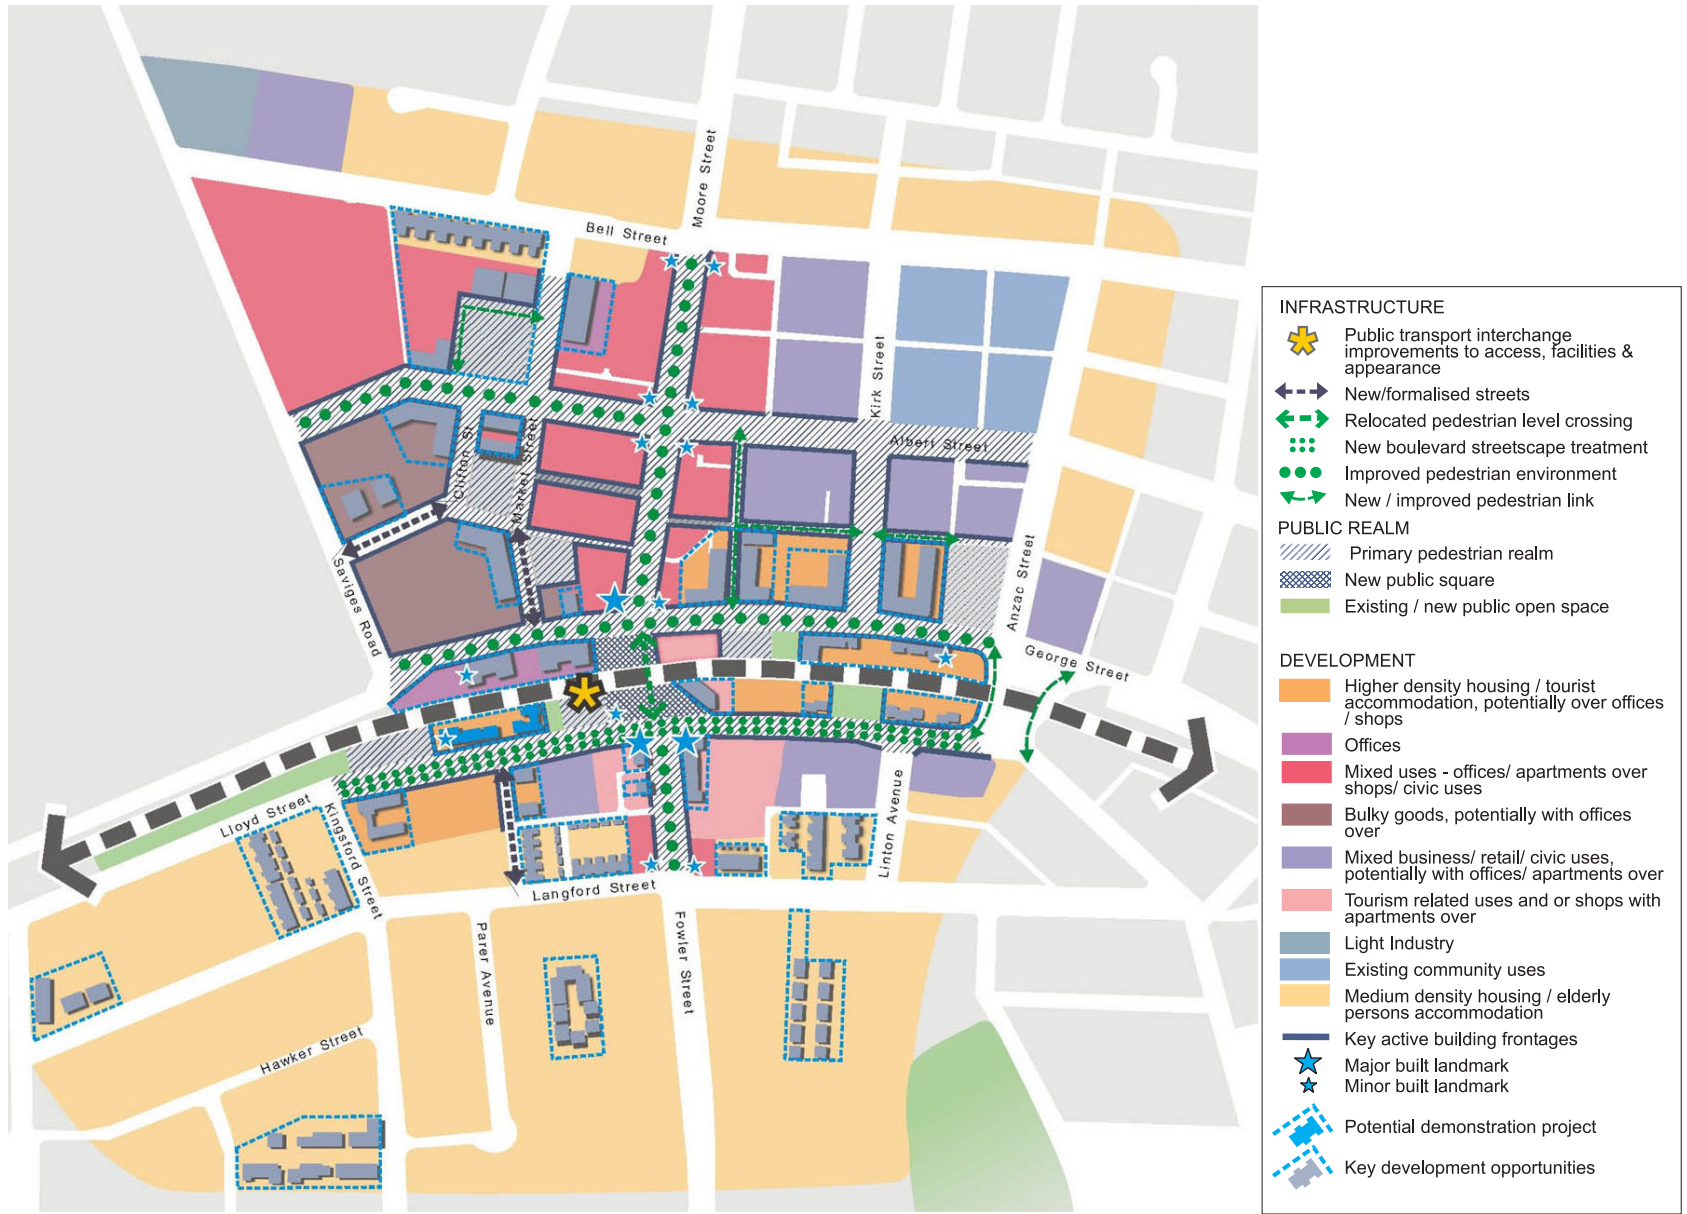 Moore Street
Bell Street
Kirk Street
Albert Street
Clifton St
Market Street
Saviges Road
Anzac Street
George Street
Lloyd Street
Kingsford Street
Linton Avenue
Langford Street
Parer Avenue
Fowler Street
Hawker Street
INFRASTRUCTURE
Public transport interchange
improvements to access, facilities &
appearance
New/formalised streets
Relocated pedestrian level crossing
New boulevard streetscape treatment
Improved pedestrian environment
New / improved pedestrian link
PUBLIC REALM
Primary pedestrian realm
New public square
Existing / new public open space
DEVELOPMENT
Higher density housing / tourist
accommodation, potentially over offices
/ shops
Offices
Mixed uses - offices/ apartments over
shops/ civic uses
Bulky goods, potentially with offices
over
Mixed business/ retail/ civic uses,
potentially with offices/ apartments over
Tourism related uses and or shops with
apartments over
Light Industry
Existing community uses
Medium density housing / elderly
persons accommodation
Key active building frontages
Major built landmark
Minor built landmark
Potential demonstration project
Key development opportunities